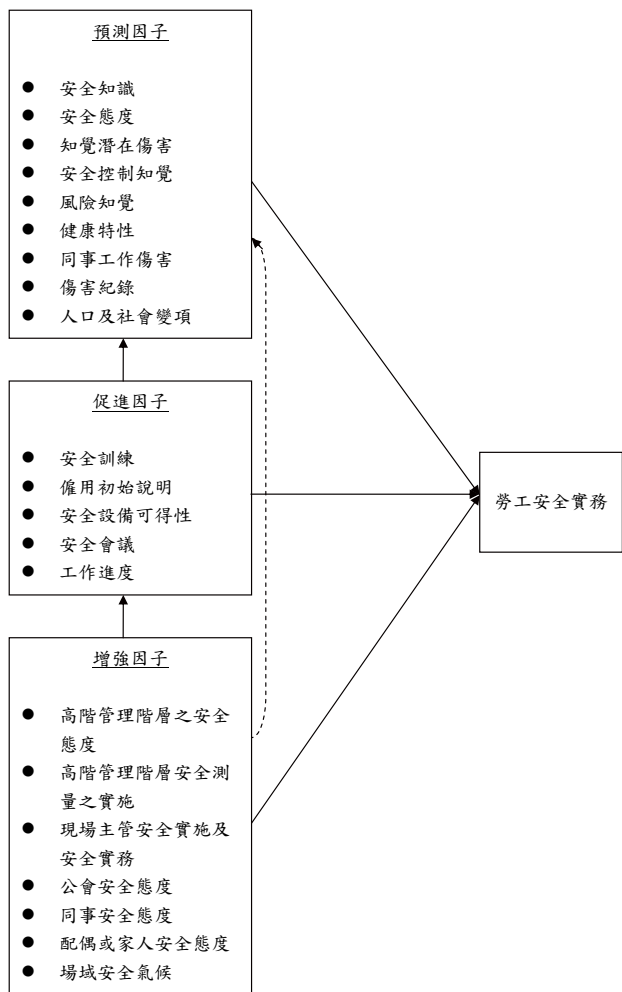 預測因子
● 安全知識
● 安全態度
● 知覺潛在傷害
● 安全控制知覺
● 風險知覺
● 健康特性
● 同事工作傷害
● 傷害紀錄
● 人口及社會變項
促進因子
● 安全訓練
● 僱用初始說明
● 安全設備可得性
● 安全會議
● 工作進度
勞工安全實務
增強因子
● 高階管理階層之安全
態度
● 高階管理階層安全測
量之實施
● 現場主管安全實施及
安全實務
● 公會安全態度
● 同事安全態度
● 配偶或家人安全態度
● 場域安全氣候